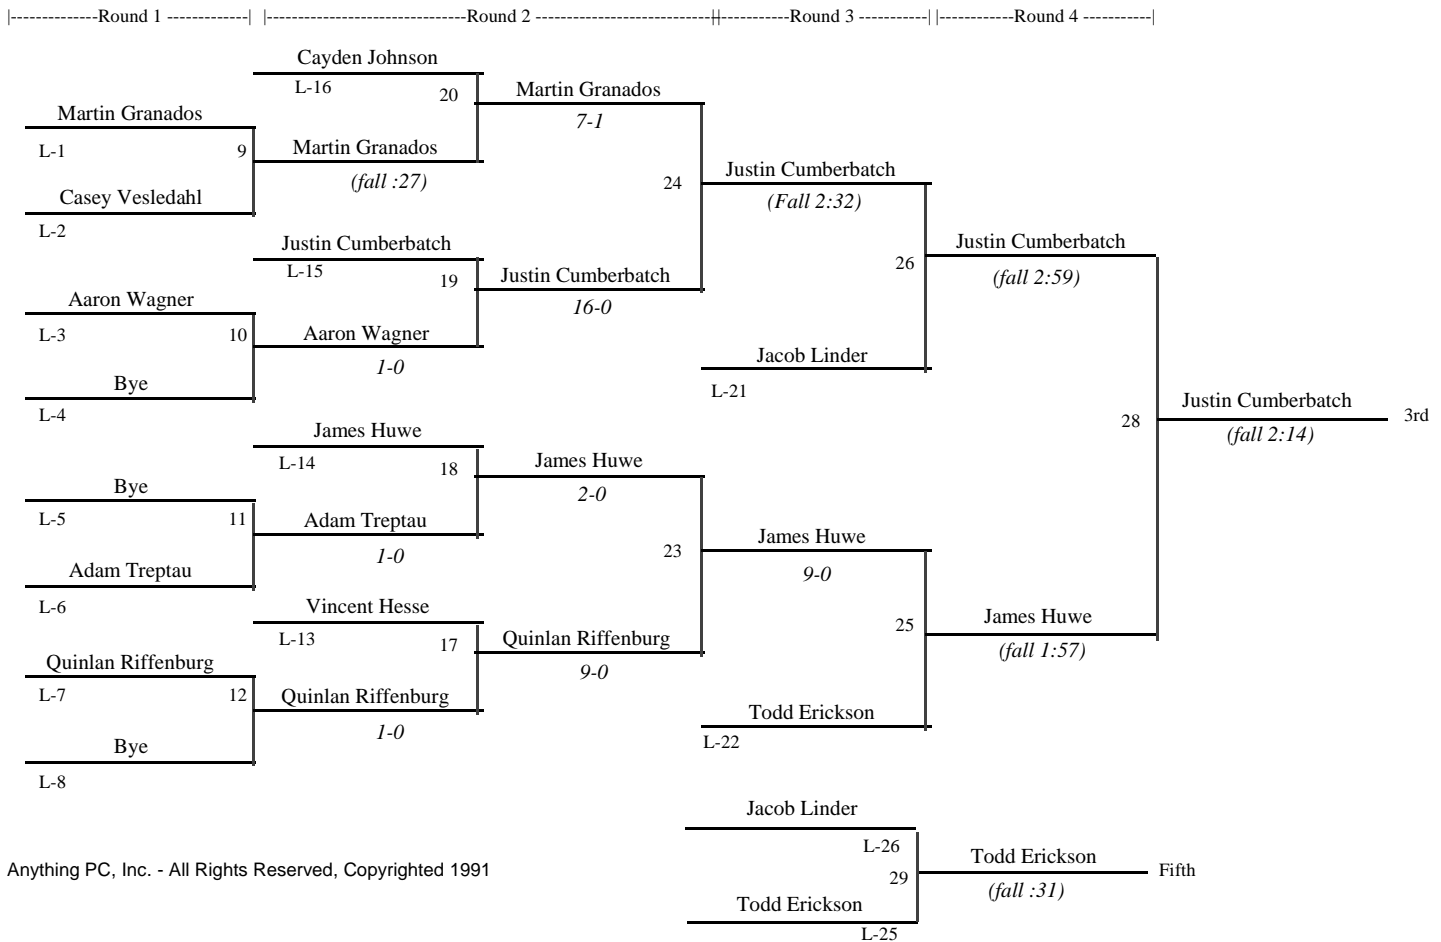 |--------------Round 1 -------------| |----------------------------------Round 2 ------------------------------||------------Round 3 -----------| |------------Round 4 -----------|
Cayden Johnson
L-16
20
Martin Granados
7-1
Martin Granados
L-1
9
Martin Granados
(fall :27)
Casey Vesledahl
L-2
24
Justin Cumberbatch
(Fall 2:32)
Justin Cumberbatch
L-15
19
Justin Cumberbatch
16-0
26
Justin Cumberbatch
(fall 2:59)
Aaron Wagner
L-3
10
Aaron Wagner
1-0
Bye
L-4
Jacob Linder
L-21
28
Justin Cumberbatch
(fall 2:14)
3rd
James Huwe
L-14
18
James Huwe
2-0
Bye
L-5
11
Adam Treptau
1-0
Adam Treptau
L-6
23
James Huwe
9-0
Vincent Hesse
L-13
17
Quinlan Riffenburg
9-0
25
James Huwe
(fall 1:57)
Quinlan Riffenburg
L-7
12
Quinlan Riffenburg
1-0
Bye
L-8
Todd Erickson
L-22
Jacob Linder
L-26
29
Todd Erickson
(fall :31)
Fifth
Todd Erickson
L-25
Anything PC, Inc. - All Rights Reserved, Copyrighted 1991